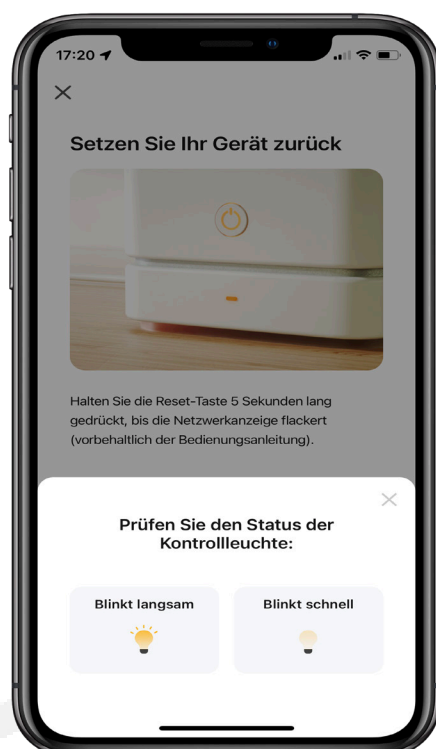 17:20
Setzen Sie Ihr Gerät zurück
Halten Sie die Reset-Taste 5 Sekunden lang
gedrückt, bis die Netzwerkanzeige flackert
(vorbehaltlich der Bedienungsanleitung).
Prüfen Sie den Status der
Kontrollleuchte:
Blinkt langsam
Blinkt schnell